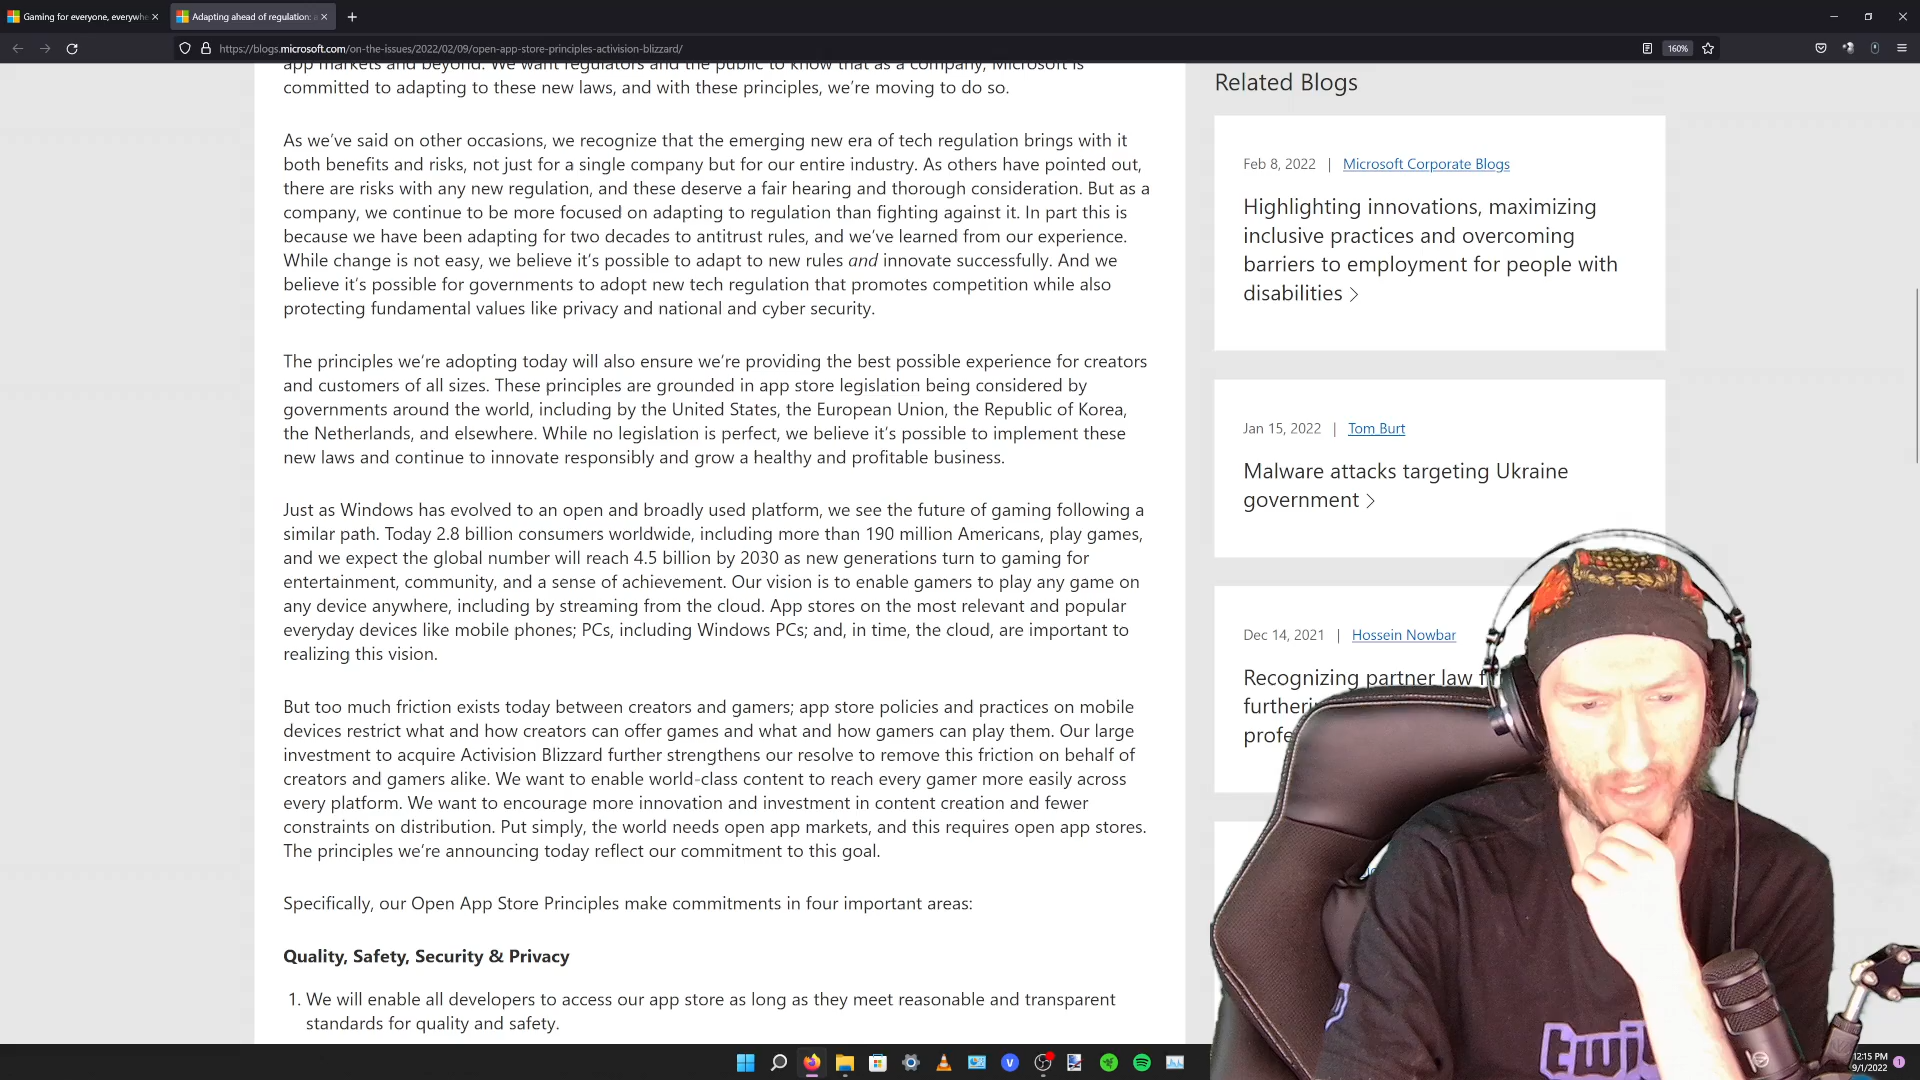 Gaming for everyone, everywhe
Adapting ahead of regulation: a
https://blogs.microsoft.com/on-the-issues/2022/02/09/open-app-store-principles-activision-blizzard/
160%
app markets and beyond. We want regulators and the public to know that as a company, Microsoft is
committed to adapting to these new laws, and with these principles, we’re moving to do so.
As we’ve said on other occasions, we recognize that the emerging new era of tech regulation brings with it
both benefits and risks, not just for a single company but for our entire industry. As others have pointed out,
there are risks with any new regulation, and these deserve a fair hearing and thorough consideration. But as a
company, we continue to be more focused on adapting to regulation than fighting against it. In part this is
because we have been adapting for two decades to antitrust rules, and we’ve learned from our experience.
While change is not easy, we believe it’s possible to adapt to new rules and innovate successfully. And we
believe it’s possible for governments to adopt new tech regulation that promotes competition while also
protecting fundamental values like privacy and national and cyber security.
The principles we’re adopting today will also ensure we’re providing the best possible experience for creators
and customers of all sizes. These principles are grounded in app store legislation being considered by
governments around the world, including by the United States, the European Union, the Republic of Korea,
the Netherlands, and elsewhere. While no legislation is perfect, we believe it’s possible to implement these
new laws and continue to innovate responsibly and grow a healthy and profitable business.
Just as Windows has evolved to an open and broadly used platform, we see the future of gaming following a
similar path. Today 2.8 billion consumers worldwide, including more than 190 million Americans, play games,
and we expect the global number will reach 4.5 billion by 2030 as new generations turn to gaming for
entertainment, community, and a sense of achievement. Our vision is to enable gamers to play any game on
any device anywhere, including by streaming from the cloud. App stores on the most relevant and popular
everyday devices like mobile phones; PCs, including Windows PCs; and, in time, the cloud, are important to
realizing this vision.
But too much friction exists today between creators and gamers; app store policies and practices on mobile
devices restrict what and how creators can offer games and what and how gamers can play them. Our large
investment to acquire Activision Blizzard further strengthens our resolve to remove this friction on behalf of
creators and gamers alike. We want to enable world-class content to reach every gamer more easily across
every platform. We want to encourage more innovation and investment in content creation and fewer
constraints on distribution. Put simply, the world needs open app markets, and this requires open app stores.
The principles we’re announcing today reflect our commitment to this goal.
Specifically, our Open App Store Principles make commitments in four important areas:
Quality, Safety, Security & Privacy
1. We will enable all developers to access our app store as long as they meet reasonable and transparent
standards for quality and safety.
Related Blogs
Feb 8, 2022 | Microsoft Corporate Blogs
Highlighting innovations, maximizing
inclusive practices and overcoming
barriers to employment for people with
disabilities >
Jan 15, 2022 | Tom Burt
Malware attacks targeting Ukraine
government >
Dec 14, 2021 | Hossein Nowbar
Recognizing partner law f
furtheri
profe
twi
12:15 PM
9/1/2022